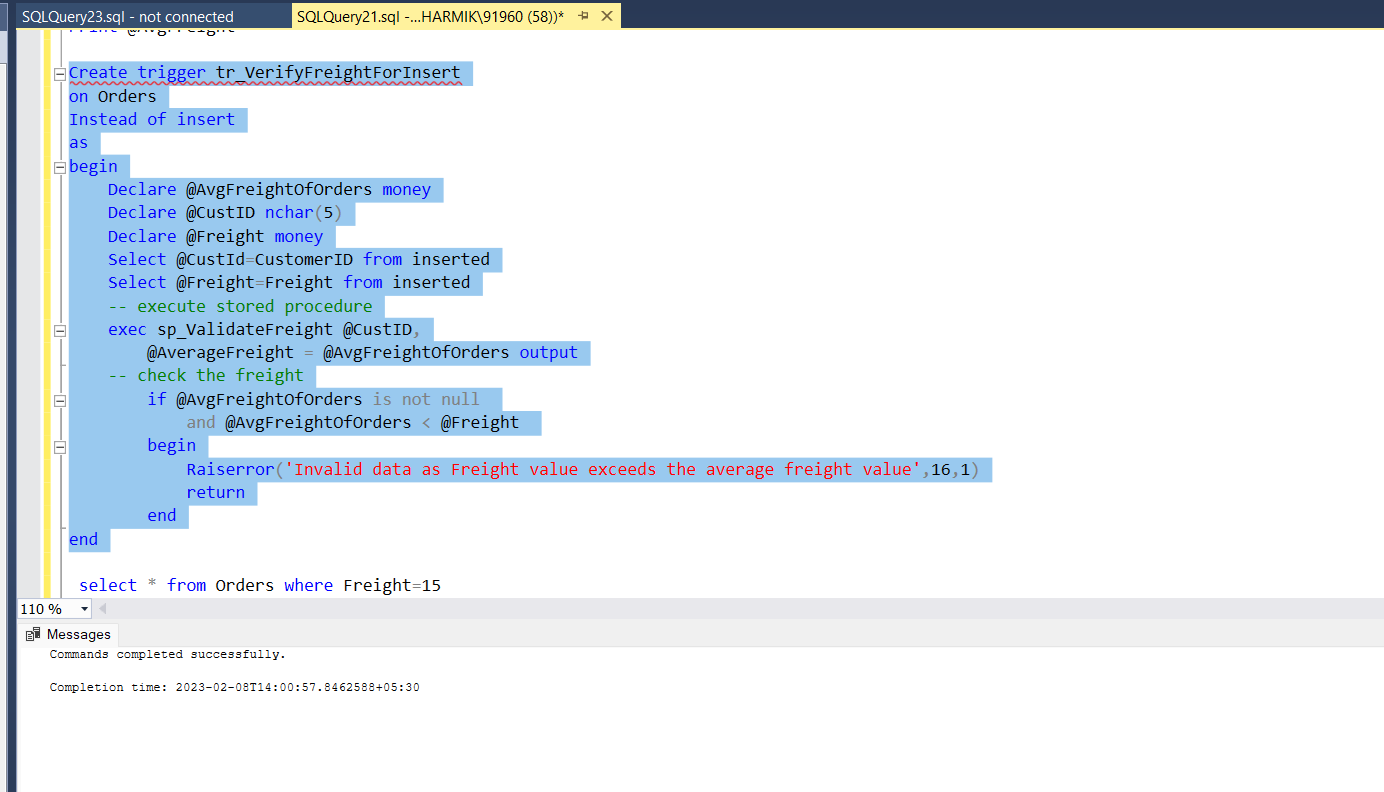 SQLQuery23.sql - not connected
SQLQuery21.sql -...HARMIK\91960 (58))*
Print @AvgFreight
Create trigger tr_VerifyFreightForInsert
on Orders
Instead of insert
as
begin
Declare @AvgFreightOfOrders money
Declare @CustID nchar(5)
Declare @Freight money
Select @CustId=CustomerID from inserted
Select @Freight=Freight from inserted
-- execute stored procedure
exec sp_ValidateFreight @CustID,
@AverageFreight = @AvgFreightOfOrders output
-- check the freight
if @AvgFreightOfOrders is not null
and @AvgFreightOfOrders < @Freight
begin
Raiserror('Invalid data as Freight value exceeds the average freight value',16,1)
return
end
end
select * from Orders where Freight=15
110 %
Messages
Commands completed successfully.
Completion time: 2023-02-08T14:00:57.8462588+05:30